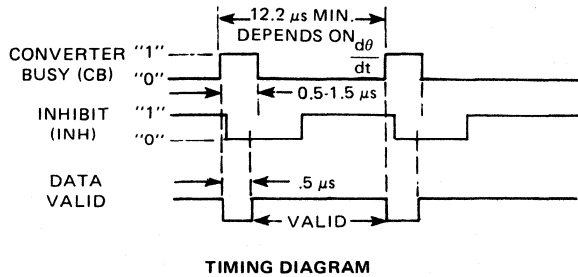 12.2 µs MIN.
DEPENDS ON dθ/dt
CONVERTER "1"
BUSY (CB) "0"
0.5-1.5 µs
INHIBIT "1"
(INH) "0"
DATA
VALID
.5 µs
VALID
TIMING DIAGRAM